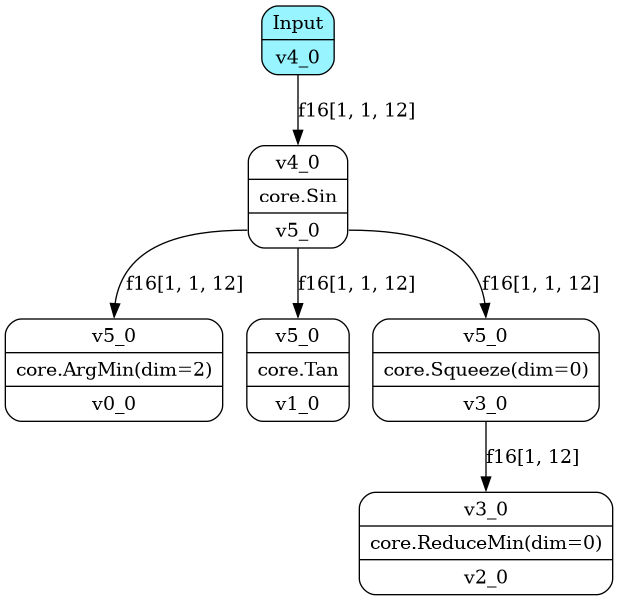 Input
v4_0
f16[1, 1, 12]
v4_0
core.Sin
v5_0
f16[1, 1, 12]
f16[1, 1, 12]
f16[1, 1, 12]
v5_0
core.ArgMin(dim=2)
v0_0
v5_0
core.Tan
v1_0
v5_0
core.Squeeze(dim=0)
v3_0
f16[1, 12]
v3_0
core.ReduceMin(dim=0)
v2_0